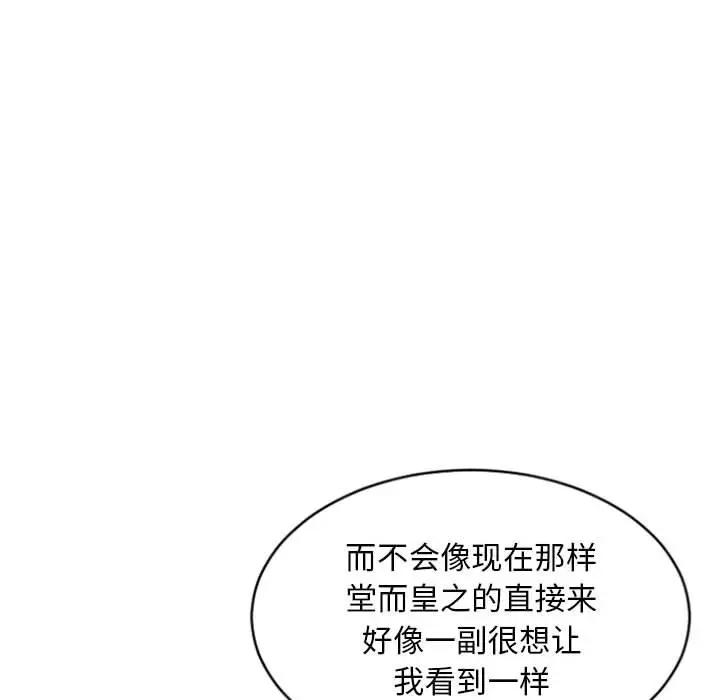 而不会像现在那样
堂而皇之的直接来
好像一副很想让
我看到一样